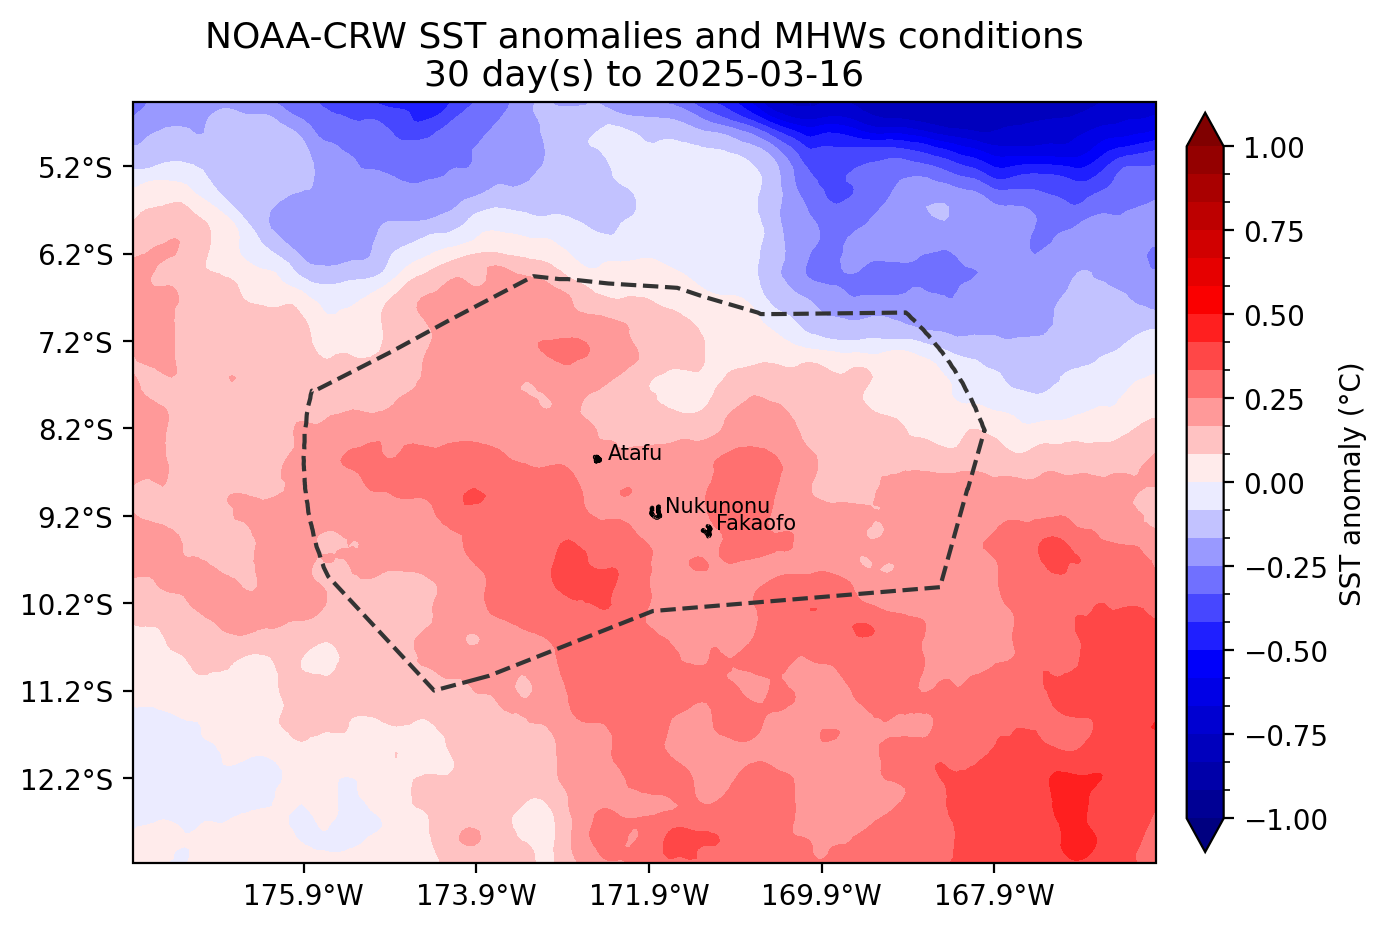 NOAA-CRW SST anomalies and MHWs conditions
30 day(s) to 2025-03-16
5.2°S
6.2°S
7.2°S
8.2°S
9.2°S
10.2°S
11.2°S
12.2°S
Atafu
Nukunonu
Fakaofo
175.9°W
173.9°W
171.9°W
169.9°W
167.9°W
1.00
0.75
0.50
0.25
0.00
−0.25
−0.50
−0.75
−1.00
SST anomaly (°C)